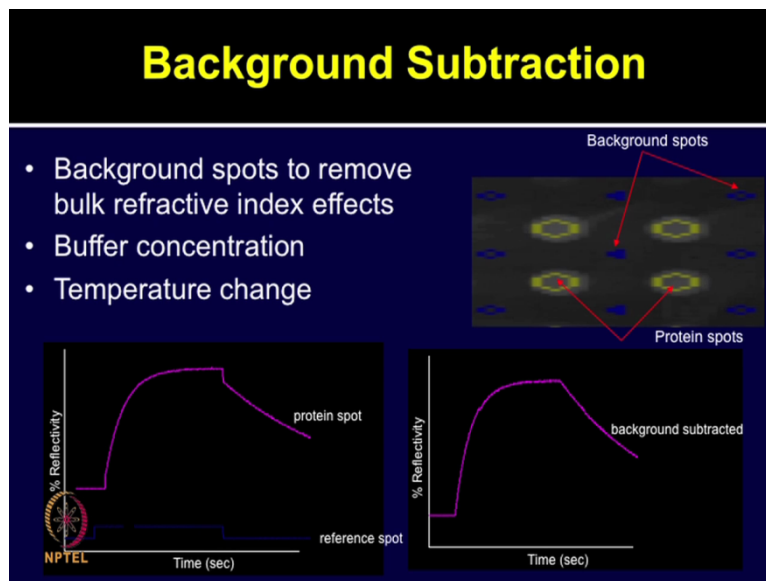 Background Subtraction
• Background spots to remove
bulk refractive index effects
• Buffer concentration
• Temperature change
Background spots
Protein spots
% Reflectivity
protein spot
reference spot
Time (sec)
NPTEL
% Reflectivity
background subtracted
Time (sec)